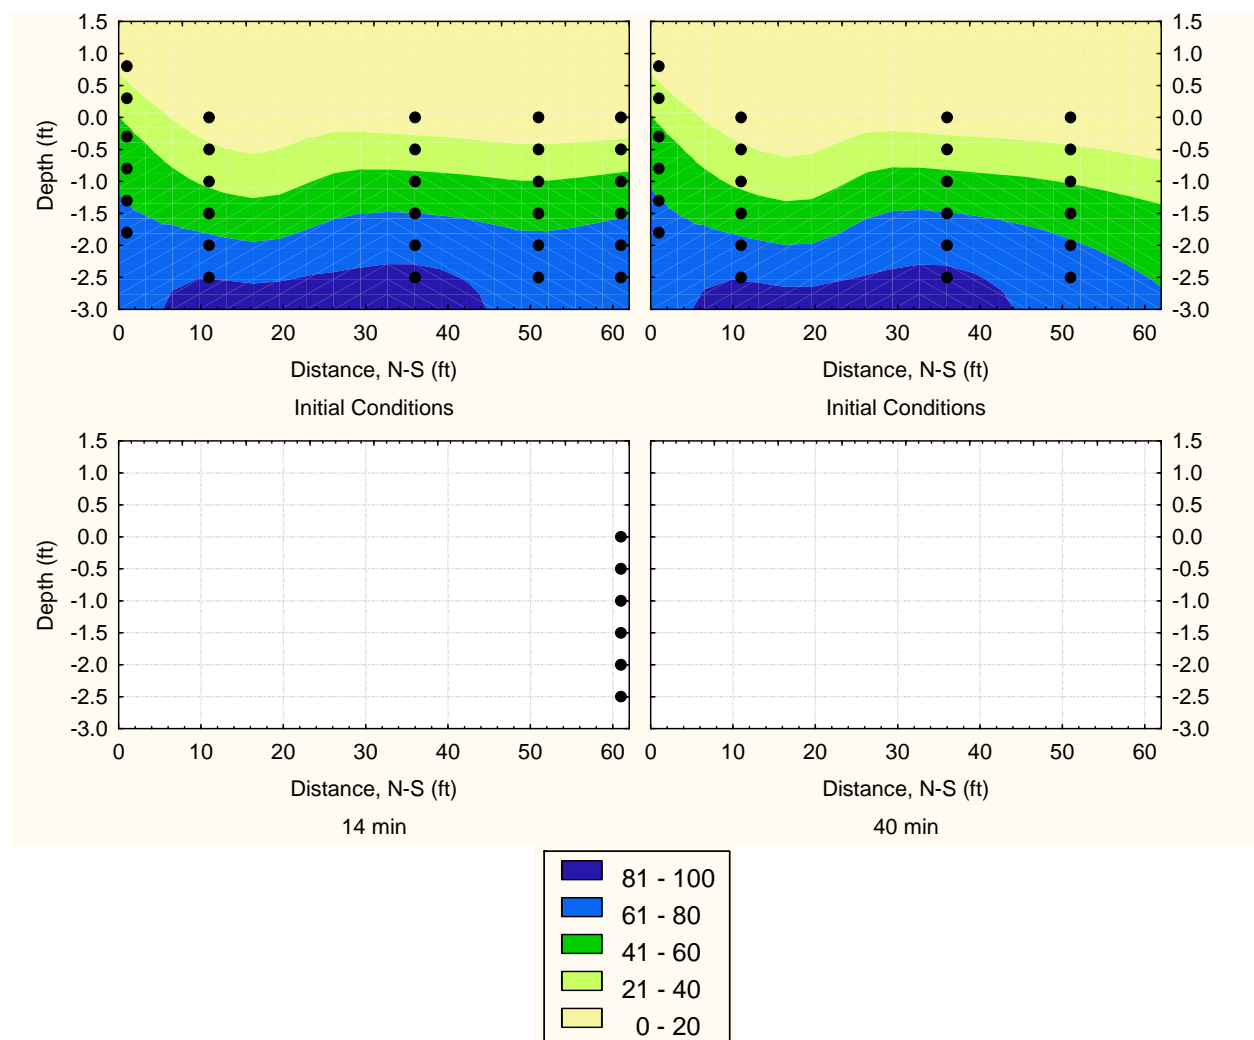 1.5 1.5
1.0 1.0
0.5 0.5
0.0 0.0
-0.5 -0.5
-1.0 -1.0
-1.5 -1.5
-2.0 -2.0
-2.5 -2.5
-3.0 -3.0
Depth (ft)
0 10 20 30 40 50 60 0 10 20 30 40 50 60
Distance, N-S (ft) Distance, N-S (ft)
Initial Conditions Initial Conditions
1.5 1.5
1.0 1.0
0.5 0.5
0.0 0.0
-0.5 -0.5
-1.0 -1.0
-1.5 -1.5
-2.0 -2.0
-2.5 -2.5
-3.0 -3.0
Depth (ft)
0 10 20 30 40 50 60 0 10 20 30 40 50 60
Distance, N-S (ft) Distance, N-S (ft)
14 min 40 min
81 - 100
61 - 80
41 - 60
21 - 40
0 - 20